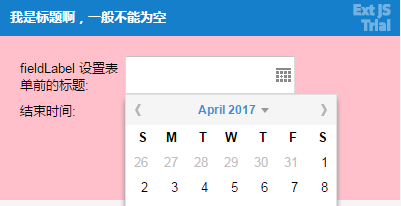 我是标题啊，一般不能为空
Ext JS
Trial
fieldLabel 设置表
单前的标题:
结束时间:
April 2017
S M T W T F S
26 27 28 29 30 31 1
2 3 4 5 6 7 8